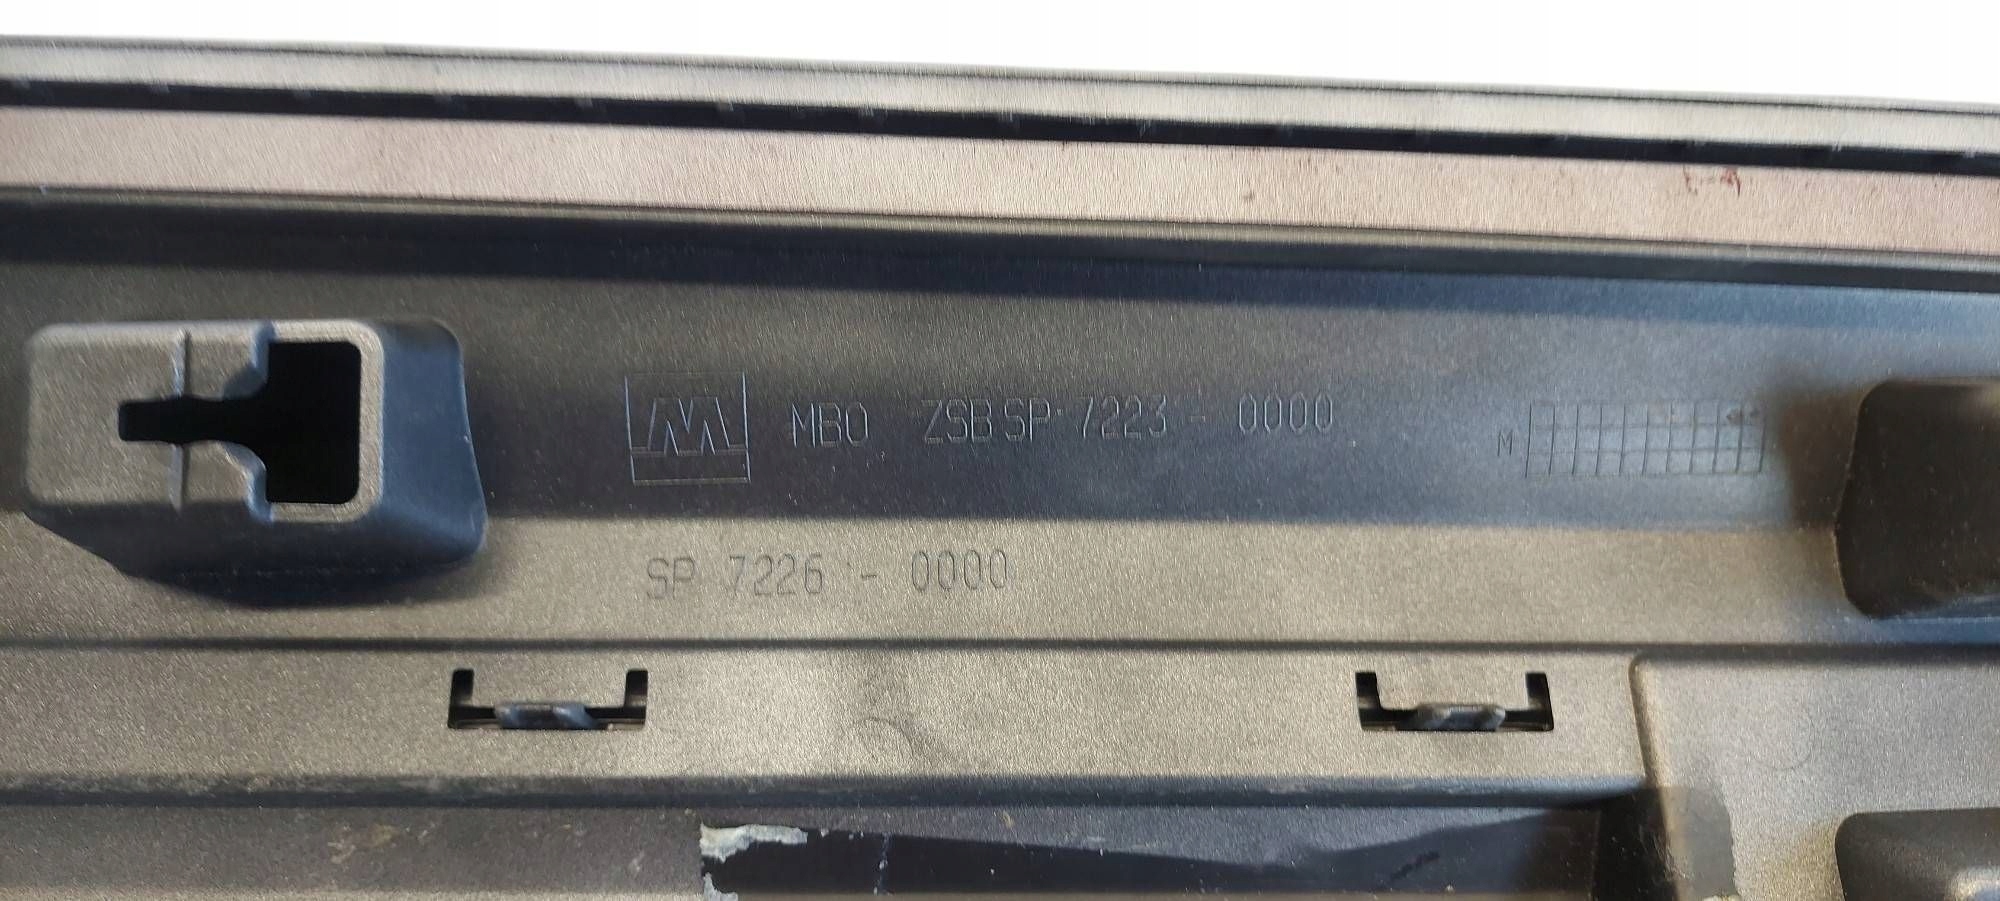 M MBO ZSB SP 7223 - 0000 M
SP 7226 - 0000